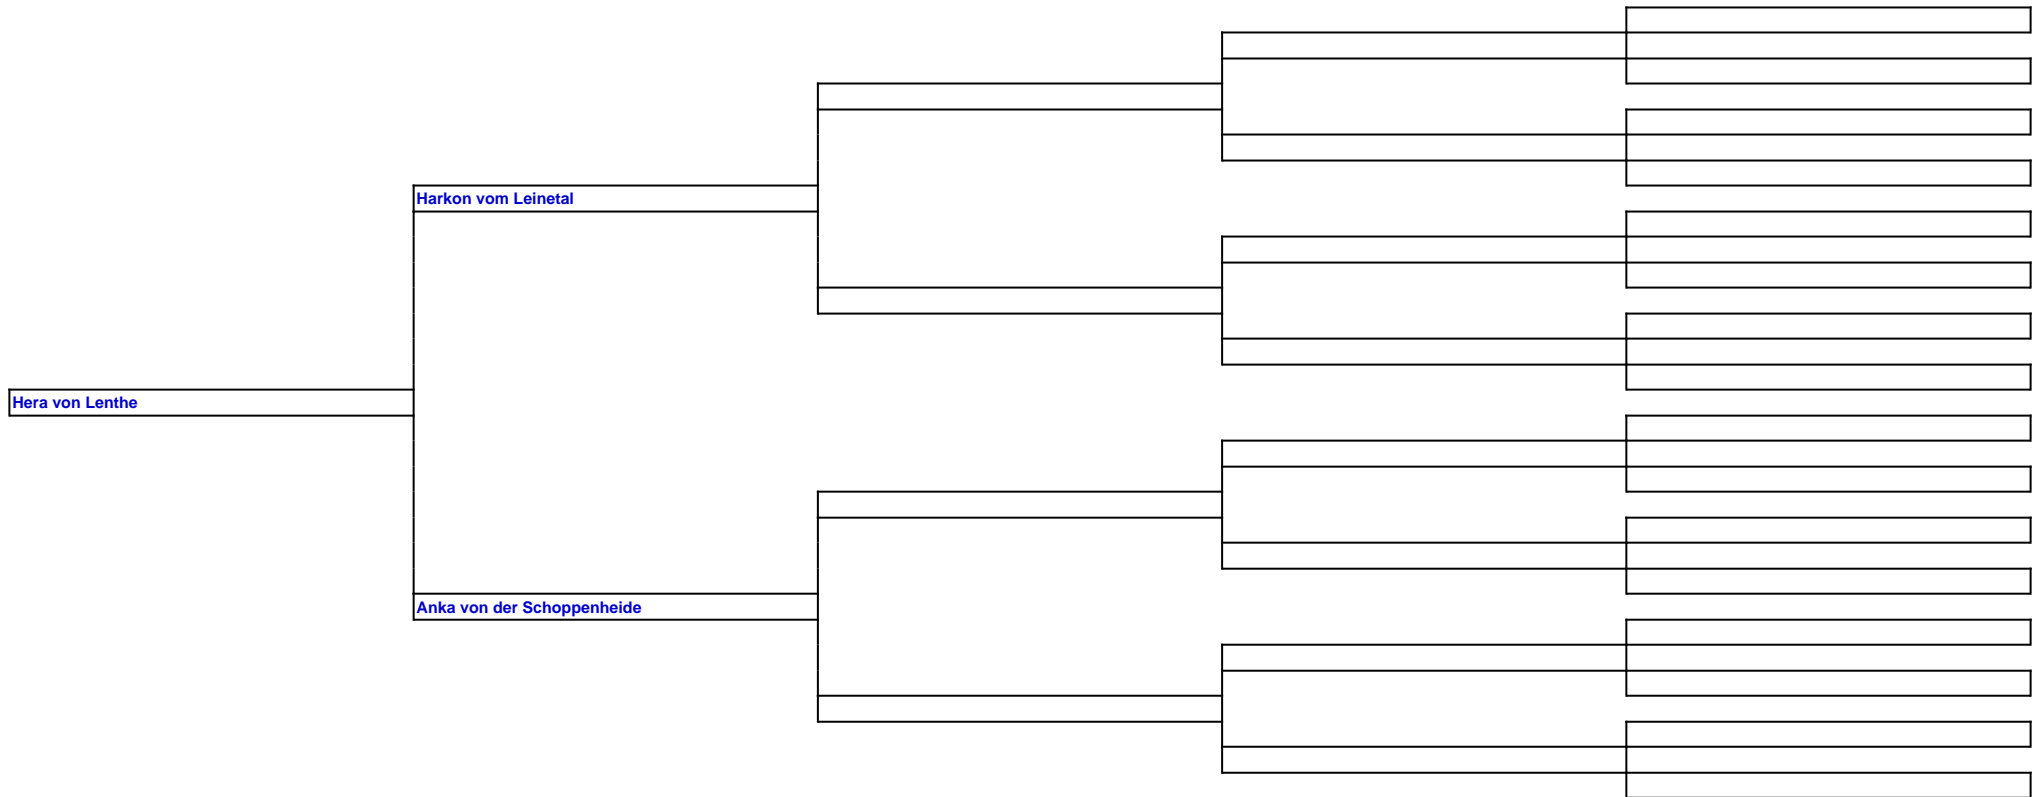 Harkon vom Leinetal
Hera von Lenthe
Anka von der Schoppenheide